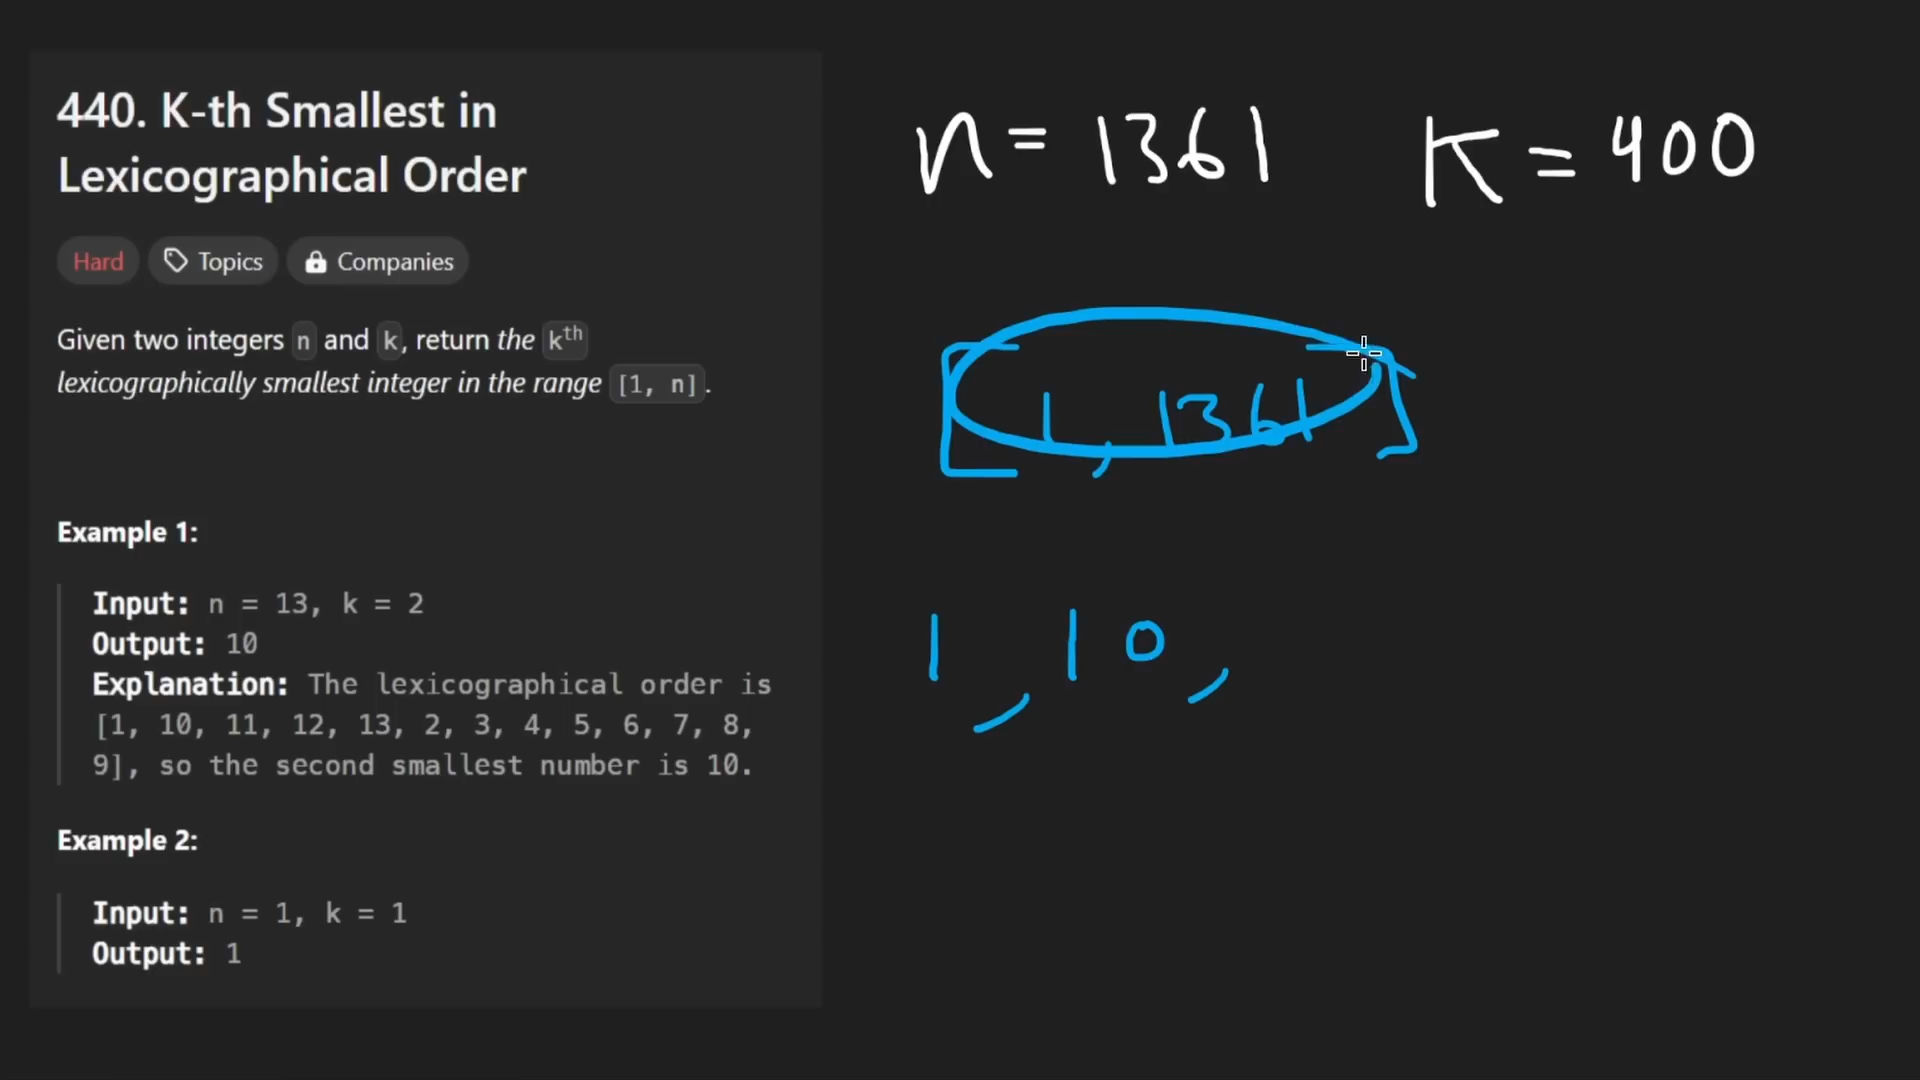 440. K-th Smallest in
Lexicographical Order
Hard Topics Companies
Given two integers n and k, return the kth
lexicographically smallest integer in the range [1, n].
Example 1:
Input: n = 13, k = 2
Output: 10
Explanation: The lexicographical order is
[1, 10, 11, 12, 13, 2, 3, 4, 5, 6, 7, 8,
9], so the second smallest number is 10.
Example 2:
Input: n = 1, k = 1
Output: 1
n = 1361 K = 400
[1, 1361]
1, 10,